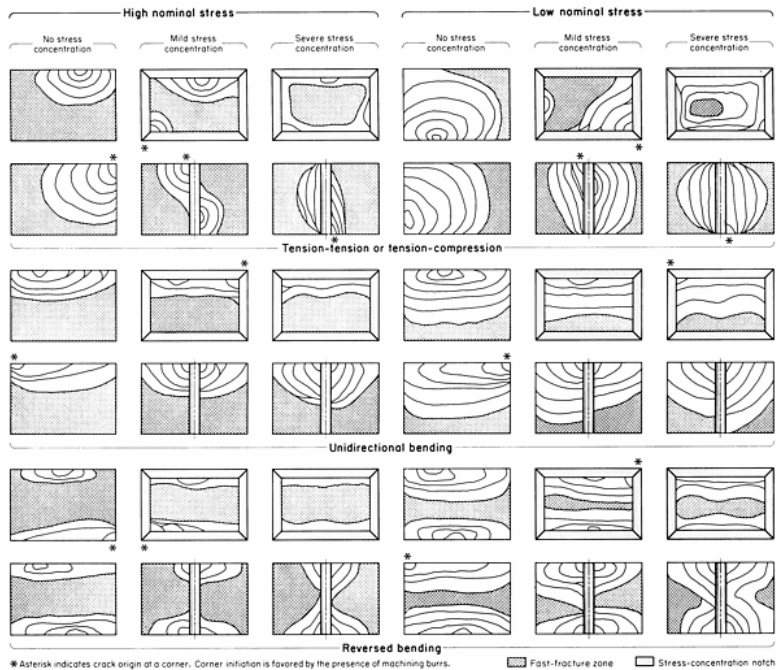 High nominal stress
Low nominal stress
No stress concentration
Mild stress concentration
Severe stress concentration
No stress concentration
Mild stress concentration
Severe stress concentration
*
*
*
*
*
*
*
*
Tension-tension or tension-compression
*
*
*
*
Unidirectional bending
*
*
*
*
Reversed bending
* Asterisk indicates crack origin at a corner. Corner initiation is favored by the presence of machining burrs.
Fast-fracture zone
Stress-concentration notch